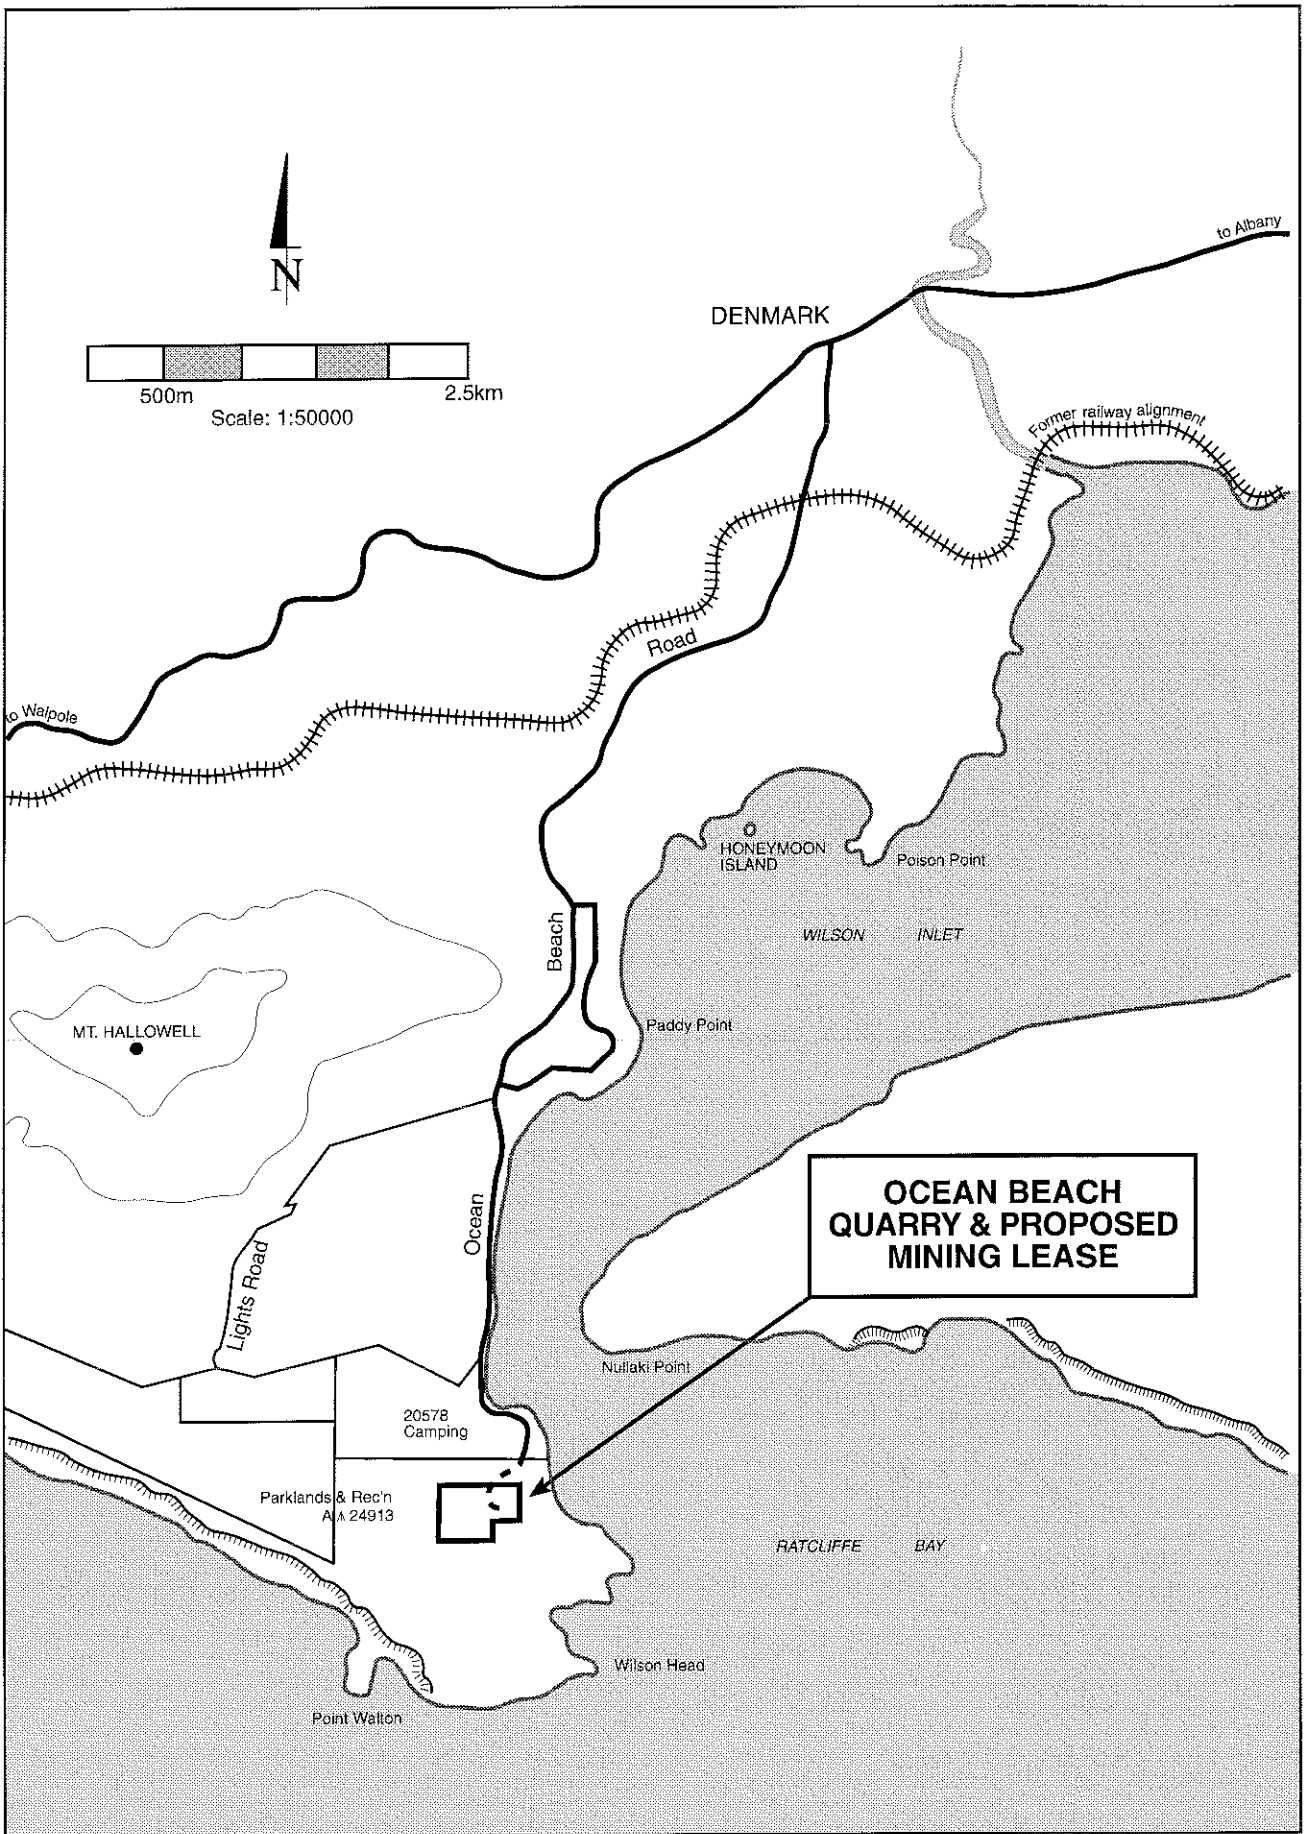 to Albany
N
DENMARK
500m
2.5km
Scale: 1:50000
Former railway alignment
Road
to Walpole
HONEYMOON
ISLAND
Poison Point
Beach
WILSON INLET
MT. HALLOWELL
Paddy Point
OCEAN BEACH
QUARRY & PROPOSED
MINING LEASE
Ocean
Lights Road
Nullaki Point
20578
Camping
Parklands & Rec'n
24913
RATCLIFFE BAY
Wilson Head
Point Walton